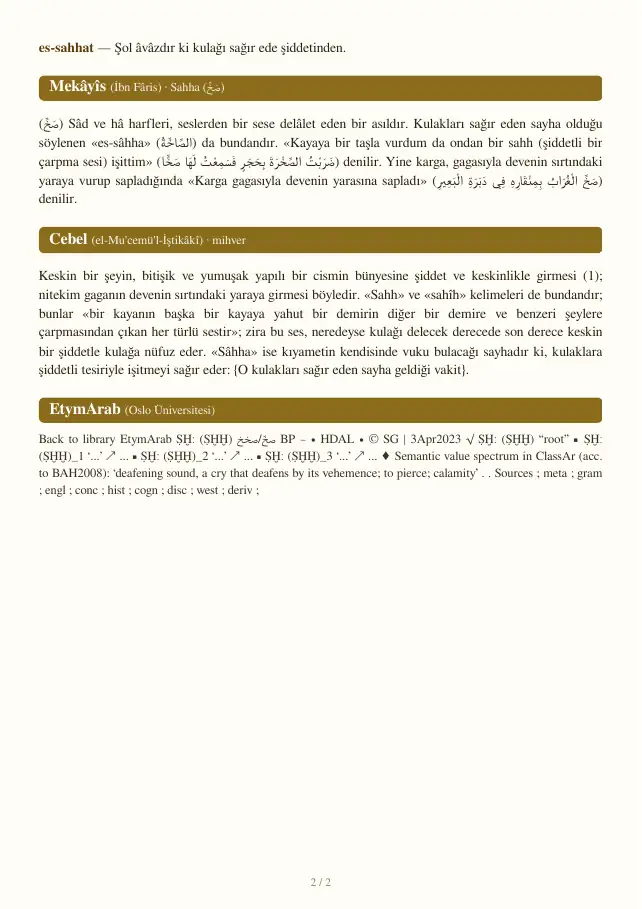 es-sahhat — Şol âvâzdır ki kulağı sağır ede şiddetinden.
Mekâyîs (İbn Fâris) · Sahha (صَخَّ)
(صَخَّ) Sâd ve hâ harfleri, seslerden bir sese delâlet eden bir asıldır. Kulakları sağır eden sayha olduğu
söylenen «es-sâhha» (الصَّاخَّةُ) da bundandır. «Kayaya bir taşla vurdum da ondan bir sahh (şiddetli bir
çarpma sesi) işittim» (ضَرَبْتُ الصَّخْرَةَ بِحَجَرٍ فَسَمِعْتُ لَهَا صَخًّا) denilir. Yine karga, gagasıyla devenin sırtındaki
yaraya vurup sapladığında «Karga gagasıyla devenin yarasına sapladı» (صَخَّ الْغُرَابُ بِمِنْقَارِهِ فِي دَبَرَةِ الْبَعِيرِ)
denilir.
Cebel (el-Mu'cemü'l-İştikâkî) · mihver
Keskin bir şeyin, bitişik ve yumuşak yapılı bir cismin bünyesine şiddet ve keskinlikle girmesi (1);
nitekim gaganın devenin sırtındaki yaraya girmesi böyledir. «Sahh» ve «sahîh» kelimeleri de bundandır;
bunlar «bir kayanın başka bir kayaya yahut bir demirin diğer bir demire ve benzeri şeylere
çarpmasından çıkan her türlü sestir»; zira bu ses, neredeyse kulağı delecek derecede son derece keskin
bir şiddetle kulağa nüfuz eder. «Sâhha» ise kıyametin kendisinde vuku bulacağı sayhadır ki, kulaklara
şiddetli tesiriyle işitmeyi sağır eder: {O kulakları sağır eden sayha geldiği vakit}.
EtymArab (Oslo Üniversitesi)
Back to library EtymArab ṢḪ: (ṢḪḪ) صخّ/صخخ BP – • HDAL • © SG | 3Apr2023 √ ṢḪ: (ṢḪḪ) “root” ▪ ṢḪ:
(ṢḪḪ)_1 ‘...’ ↗ ... ▪ ṢḪ: (ṢḪḪ)_2 ‘...’ ↗ ... ▪ ṢḪ: (ṢḪḪ)_3 ‘...’ ↗ ... ♦ Semantic value spectrum in ClassAr (acc.
to BAH2008): ‘deafening sound, a cry that deafens by its vehemence; to pierce; calamity’ . . Sources ; meta ; gram
; engl ; conc ; hist ; cogn ; disc ; west ; deriv ;
2 / 2